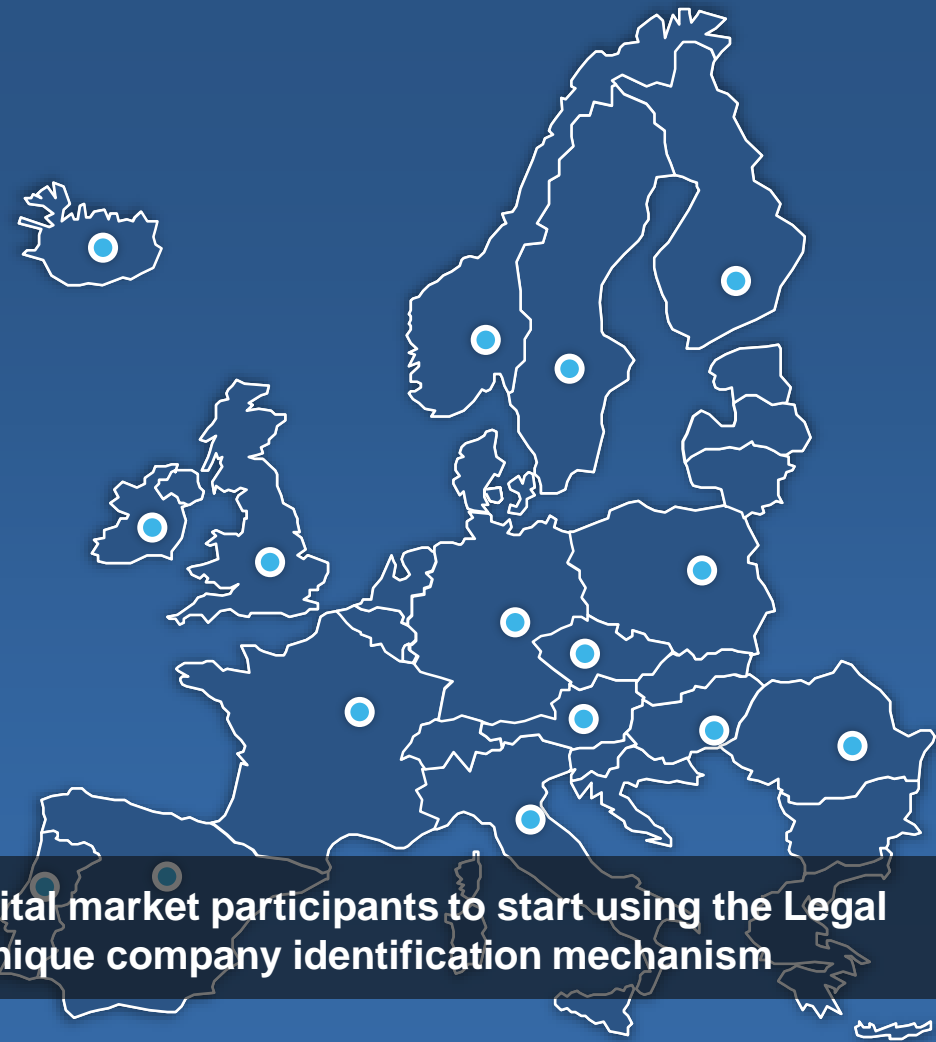 ital market participants to start using the Legal
nique company identification mechanism